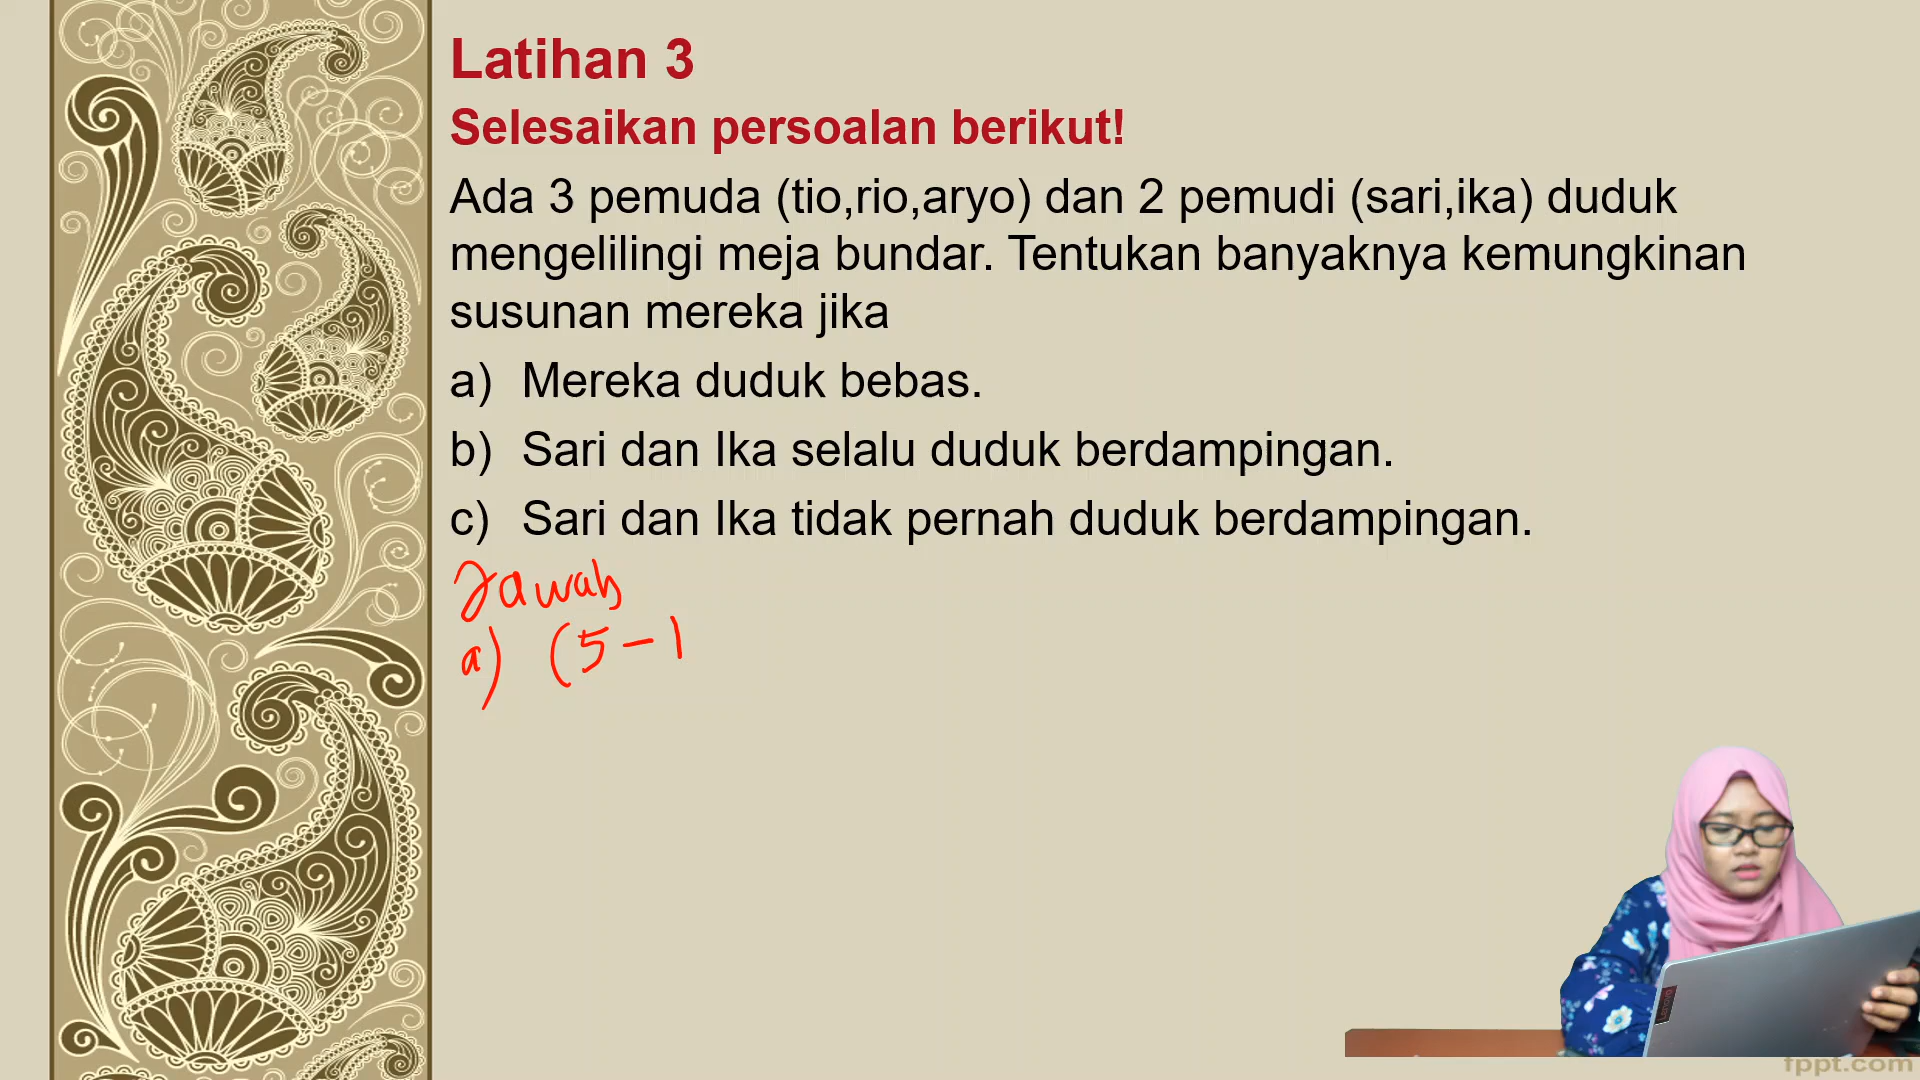 Latihan 3
Selesaikan persoalan berikut!
Ada 3 pemuda (tio,rio,aryo) dan 2 pemudi (sari,ika) duduk
mengelilingi meja bundar. Tentukan banyaknya kemungkinan
susunan mereka jika
a) Mereka duduk bebas.
b) Sari dan Ika selalu duduk berdampingan.
c) Sari dan Ika tidak pernah duduk berdampingan.
Jawab
a) (5-1
fppt.com